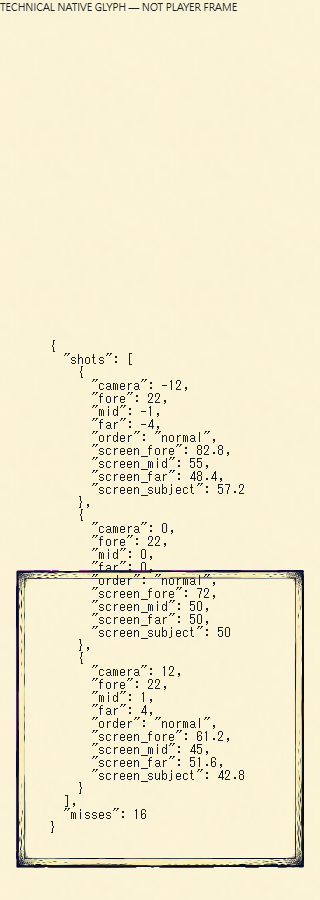 TECHNICAL NATIVE GLYPH — NOT PLAYER FRAME
{
  "shots": [
    {
      "camera": -12,
      "fore": 22,
      "mid": -1,
      "far": -4,
      "order": "normal",
      "screen_fore": 82.8,
      "screen_mid": 55,
      "screen_far": 48.4,
      "screen_subject": 57.2
    },
    {
      "camera": 0,
      "fore": 22,
      "mid": 0,
      "far": 0,
      "order": "normal",
      "screen_fore": 72,
      "screen_mid": 50,
      "screen_far": 50,
      "screen_subject": 50
    },
    {
      "camera": 12,
      "fore": 22,
      "mid": 1,
      "far": 4,
      "order": "normal",
      "screen_fore": 61.2,
      "screen_mid": 45,
      "screen_far": 51.6,
      "screen_subject": 42.8
    }
  ],
  "misses": 16
}